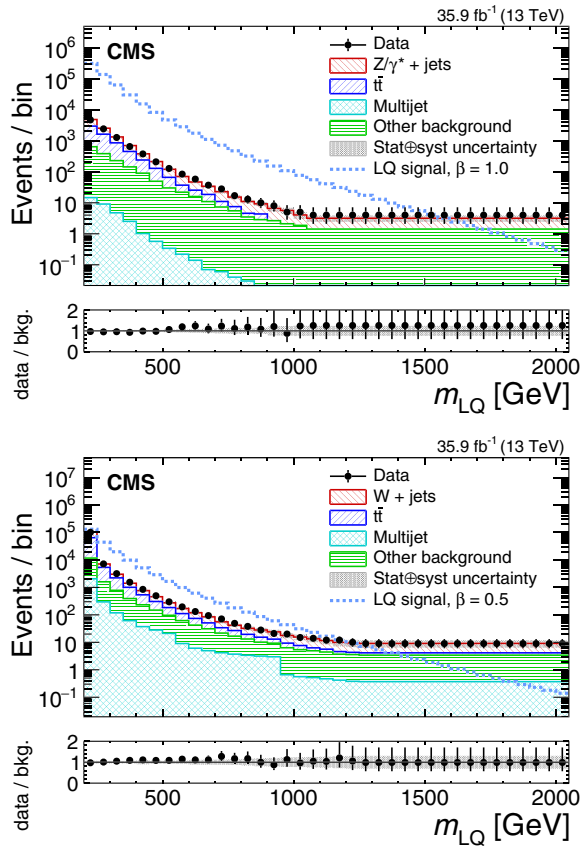 35.9 fb⁻¹ (13 TeV)
CMS
Data
Z/γ* + jets
tt̄
Multijet
Other background
Stat⊕syst uncertainty
LQ signal, β = 1.0
Events / bin
10⁶
10⁵
10⁴
10³
10²
10
1
10⁻¹
data / bkg.
2
1
0
500 1000 1500 2000
m_LQ [GeV]
35.9 fb⁻¹ (13 TeV)
CMS
Data
W + jets
tt̄
Multijet
Other background
Stat⊕syst uncertainty
LQ signal, β = 0.5
Events / bin
10⁷
10⁶
10⁵
10⁴
10³
10²
10
1
10⁻¹
data / bkg.
2
1
0
500 1000 1500 2000
m_LQ [GeV]